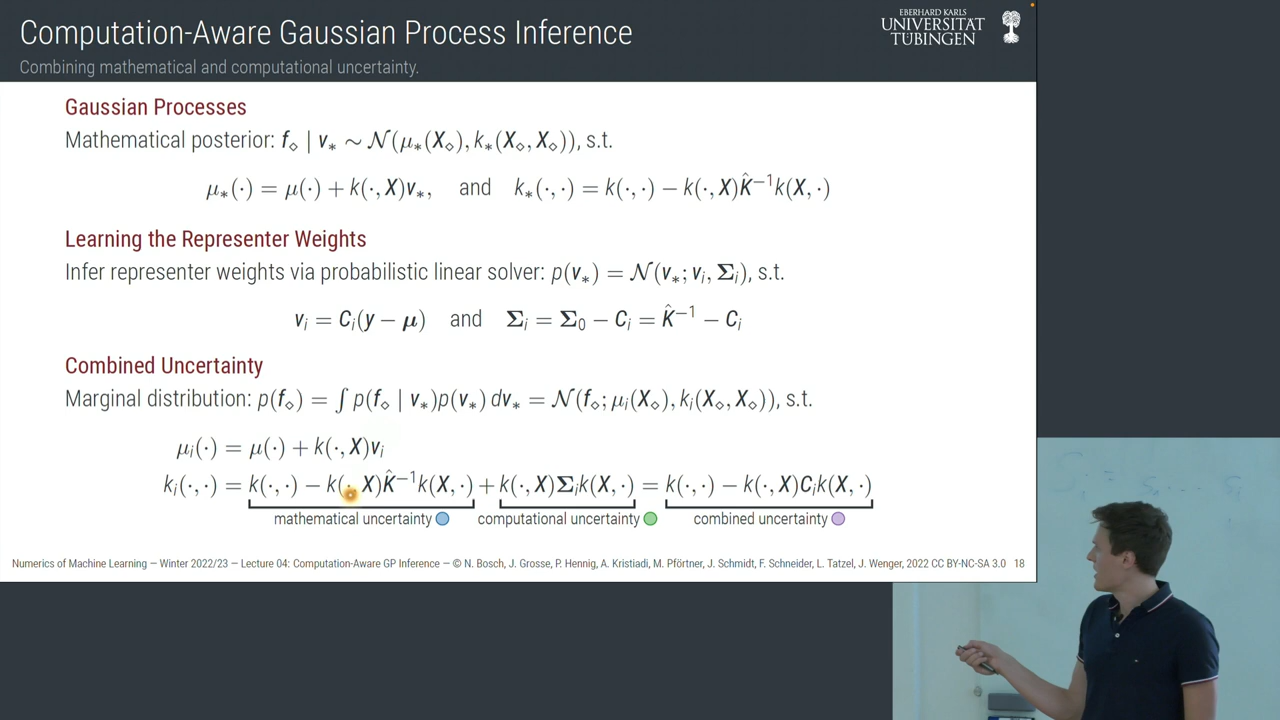 Computation-Aware Gaussian Process Inference
Combining mathematical and computational uncertainty.
EBERHARD KARLS
UNIVERSITÄT
TÜBINGEN
Gaussian Processes
Mathematical posterior: f⋄ | v∗ ∼ 𝒩(μ∗(X⋄), k∗(X⋄, X⋄)), s.t.
μ∗(·) = μ(·) + k(·, X)v∗, and k∗(·, ·) = k(·, ·) − k(·, X)K̂⁻¹k(X, ·)
Learning the Representer Weights
Infer representer weights via probabilistic linear solver: p(v∗) = 𝒩(v∗; vᵢ, Σᵢ), s.t.
vᵢ = Cᵢ(y − μ) and Σᵢ = Σ₀ − Cᵢ = K̂⁻¹ − Cᵢ
Combined Uncertainty
Marginal distribution: p(f⋄) = ∫ p(f⋄ | v∗)p(v∗) dv∗ = 𝒩(f⋄; μᵢ(X⋄), kᵢ(X⋄, X⋄)), s.t.
μᵢ(·) = μ(·) + k(·, X)vᵢ
kᵢ(·, ·) = k(·, ·) − k(·, X)K̂⁻¹k(X, ·) + k(·, X)Σᵢk(X, ·) = k(·, ·) − k(·, X)Cᵢk(X, ·)
mathematical uncertainty computational uncertainty combined uncertainty
Numerics of Machine Learning — Winter 2022/23 — Lecture 04: Computation-Aware GP Inference — © N. Bosch, J. Grosse, P. Hennig, A. Kristiadi, M. Pförtner, J. Schmidt, F. Schneider, L. Tatzel, J. Wenger, 2022 CC BY-NC-SA 3.0 18